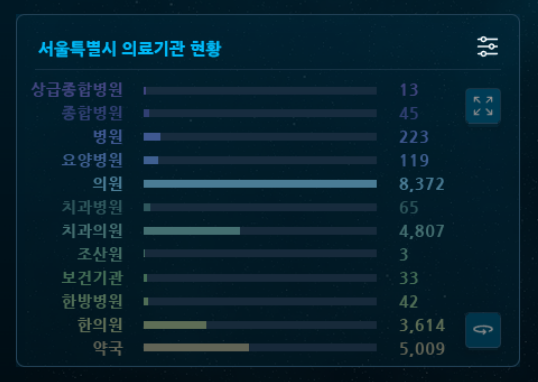 서울특별시 의료기관 현황
상급종합병원 13
종합병원 45
병원 223
요양병원 119
의원 8,372
치과병원 65
치과의원 4,807
조산원 3
보건기관 33
한방병원 42
한의원 3,614
약국 5,009